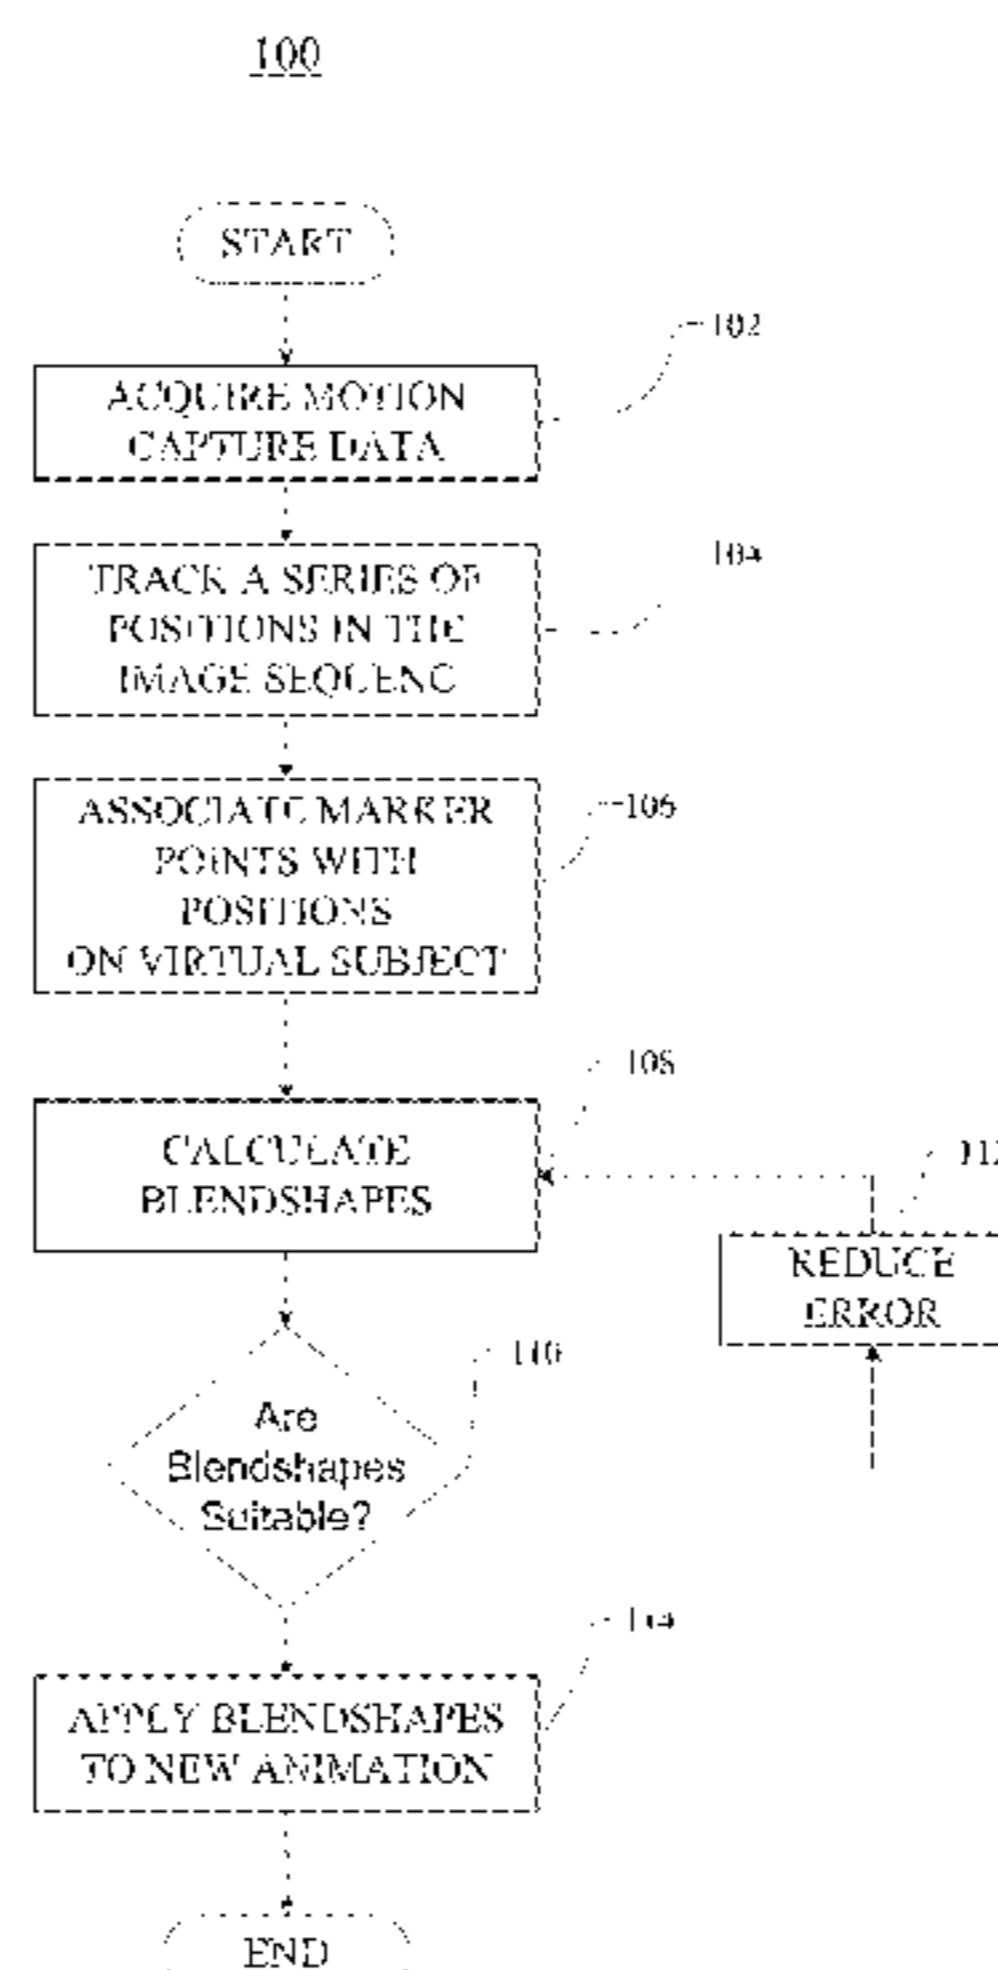 100
START
102
ACQUIRE MOTION
CAPTURE DATA
104
TRACK A SERIES OF
POSITIONS IN THE
IMAGE SEQUENC
106
ASSOCIATE MARKER
POINTS WITH
POSITIONS
ON VIRTUAL SUBJECT
108
CALCULATE
BLENDSHAPES
112
REDUCE
ERROR
110
Are
Blendshapes
Suitable?
114
APPLY BLENDSHAPES
TO NEW ANIMATION
END